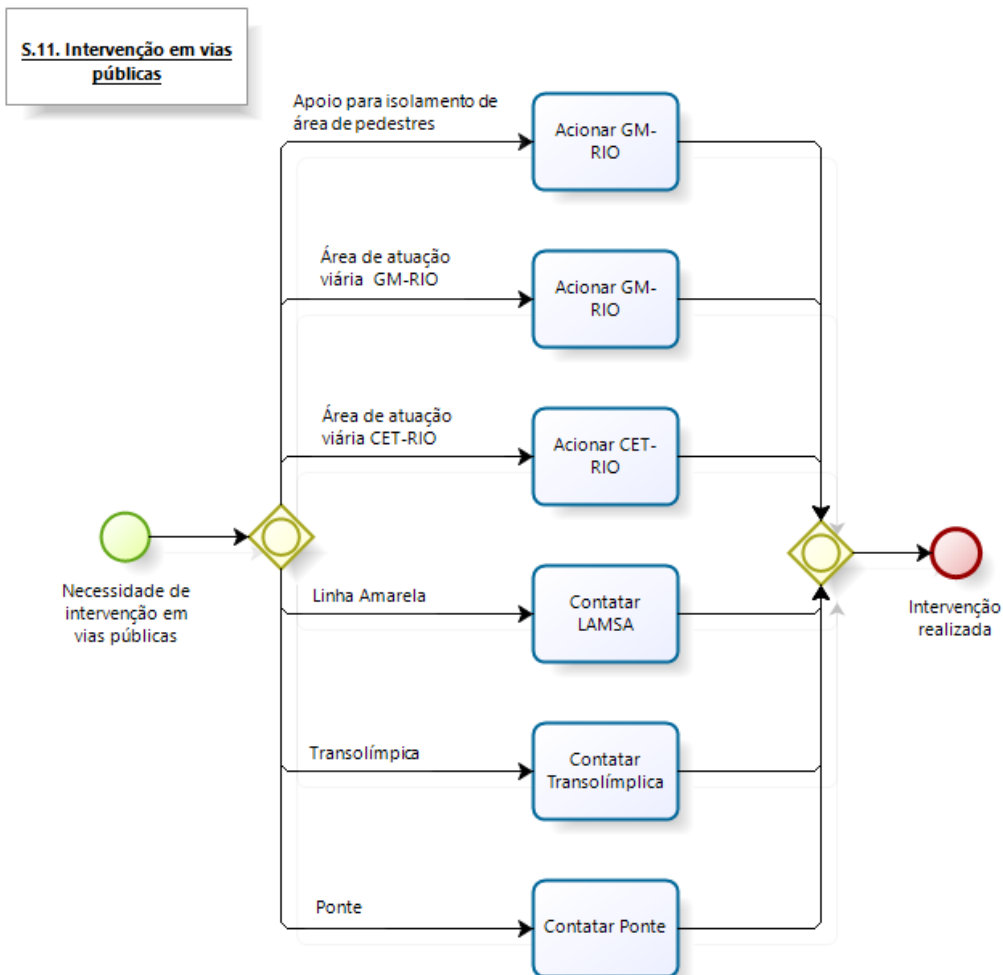 S.11. Intervenção em vias
públicas
Apoio para isolamento de
área de pedestres
Acionar GM-
RIO
Área de atuação
viária GM-RIO
Acionar GM-
RIO
Área de atuação
viária CET-RIO
Acionar CET-
RIO
Necessidade de
intervenção em
vias públicas
Linha Amarela
Contatar
LAMSA
Intervenção
realizada
Transolímpica
Contatar
Transolímplica
Ponte
Contatar Ponte